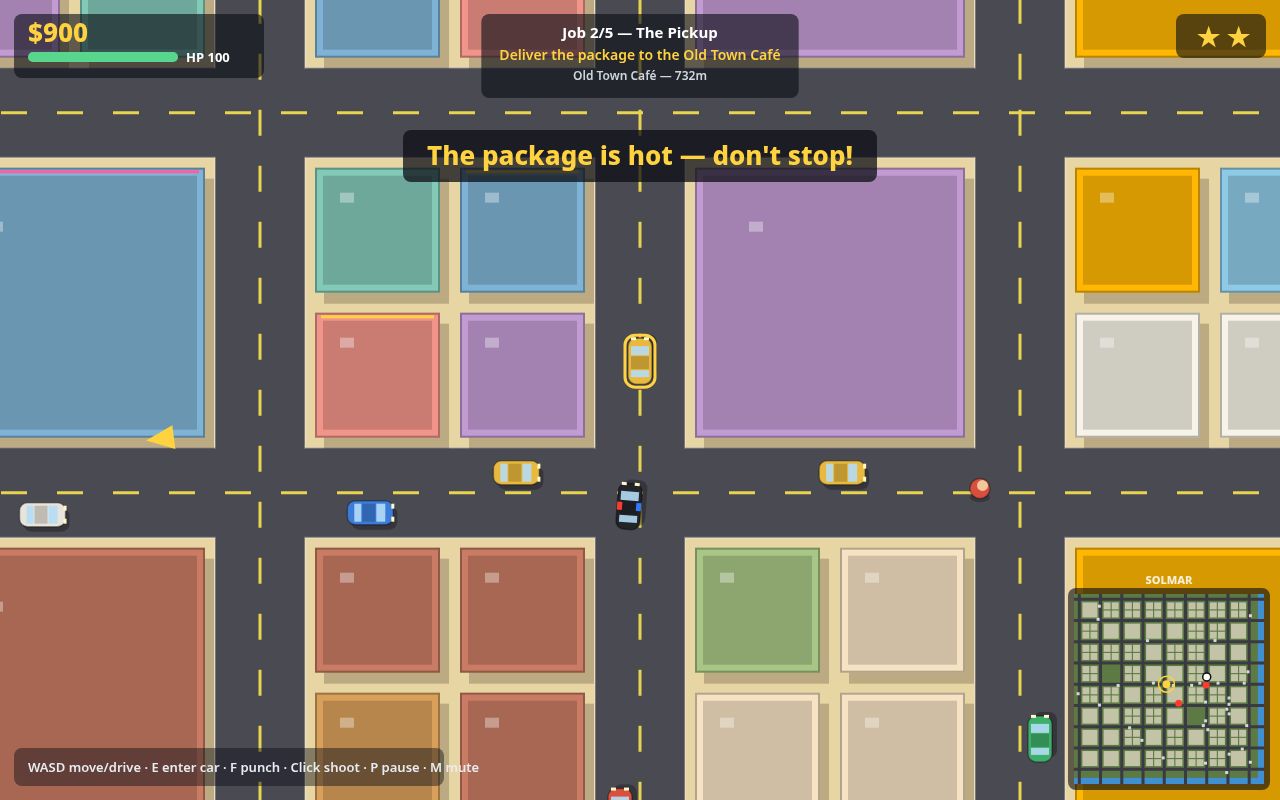 $900
HP 100
Job 2/5 — The Pickup
Deliver the package to the Old Town Café
Old Town Café — 732m
The package is hot — don't stop!
SOLMAR
WASD move/drive · E enter car · F punch · Click shoot · P pause · M mute